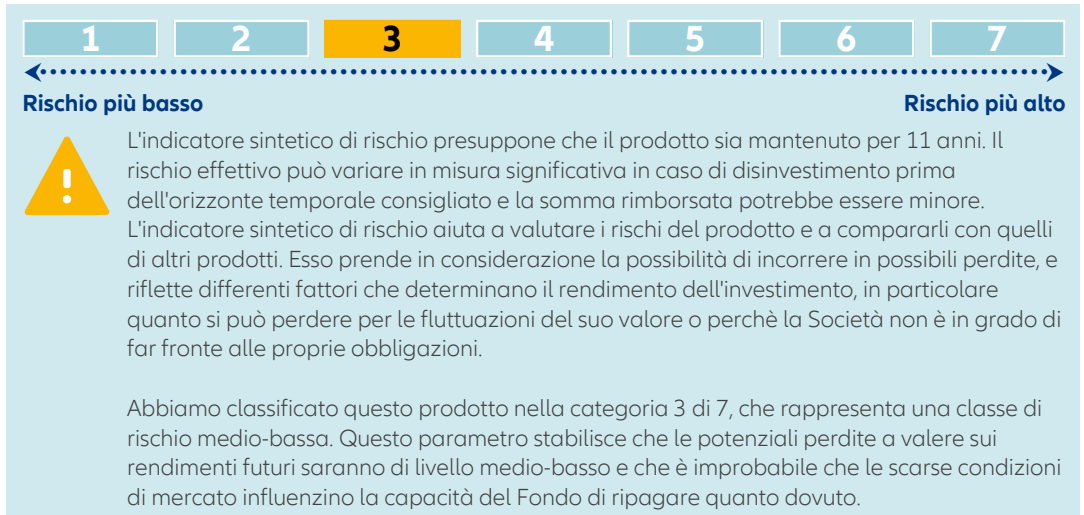 1 2 3 4 5 6 7
Rischio più basso Rischio più alto
L'indicatore sintetico di rischio presuppone che il prodotto sia mantenuto per 11 anni. Il
rischio effettivo può variare in misura significativa in caso di disinvestimento prima
dell'orizzonte temporale consigliato e la somma rimborsata potrebbe essere minore.
L'indicatore sintetico di rischio aiuta a valutare i rischi del prodotto e a compararli con quelli
di altri prodotti. Esso prende in considerazione la possibilità di incorrere in possibili perdite, e
riflette differenti fattori che determinano il rendimento dell'investimento, in particolare
quanto si può perdere per le fluttuazioni del suo valore o perchè la Società non è in grado di
far fronte alle proprie obbligazioni.
Abbiamo classificato questo prodotto nella categoria 3 di 7, che rappresenta una classe di
rischio medio-bassa. Questo parametro stabilisce che le potenziali perdite a valere sui
rendimenti futuri saranno di livello medio-basso e che è improbabile che le scarse condizioni
di mercato influenzino la capacità del Fondo di ripagare quanto dovuto.